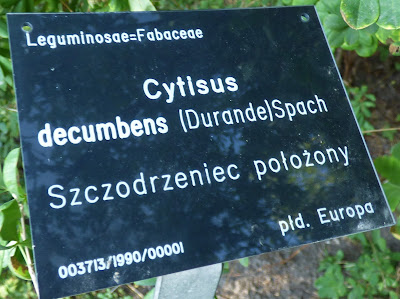 Leguminosae=Fabaceae
Cytisus
decumbens (Durande)Spach
Szczodrzeniec położony
płd. Europa
003713/1990/00001